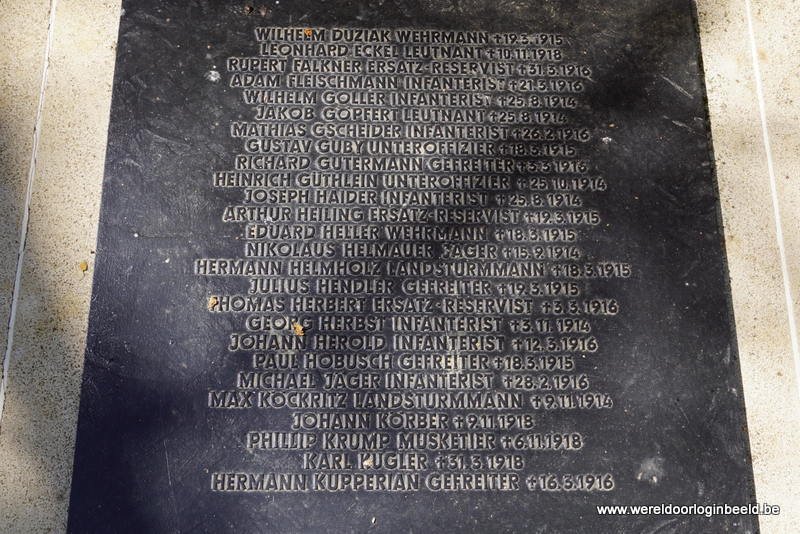 WILHELM DUZIAK WEHRMANN ✝19.3.1915
LEONHARD ECKEL LEUTNANT ✝10.11.1918
RUPERT FALKNER ERSATZ-RESERVIST ✝31.3.1916
ADAM FLEISCHMANN INFANTERIST ✝21.3.1916
WILHELM GOLLER INFANTERIST ✝25.8.1914
JAKOB GÖPFERT LEUTNANT ✝25.8.1914
MATHIAS GSCHEIDER INFANTERIST ✝26.2.1916
GUSTAV GUBY UNTEROFFIZIER ✝18.3.1915
RICHARD GUTERMANN GEFREITER ✝3.3.1916
HEINRICH GÜTHLEIN UNTEROFFIZIER ✝25.10.1914
JOSEPH HAIDER INFANTERIST ✝25.8.1914
ARTHUR HEILING ERSATZ-RESERVIST ✝19.3.1915
EDUARD HELLER WEHRMANN ✝18.3.1915
NIKOLAUS HELMAUER JÄGER ✝15.9.1914
HERMANN HELMHOLZ LANDSTURMMANN ✝18.3.1915
JULIUS HENDLER GEFREITER ✝19.3.1915
THOMAS HERBERT ERSATZ-RESERVIST ✝3.3.1916
GEORG HERBST INFANTERIST ✝3.11.1914
JOHANN HEROLD INFANTERIST ✝12.3.1916
PAUL HOBUSCH GEFREITER ✝18.3.1915
MICHAEL JÄGER INFANTERIST ✝28.2.1916
MAX KOCKRITZ LANDSTURMMANN ✝9.11.1914
JOHANN KÖRBER ✝9.11.1918
PHILLIP KRUMP MUSKETIER ✝6.11.1918
KARL KUGLER ✝31.3.1918
HERMANN KUPPERIAN GEFREITER ✝16.3.1916
www.wereldoorloginbeeld.be